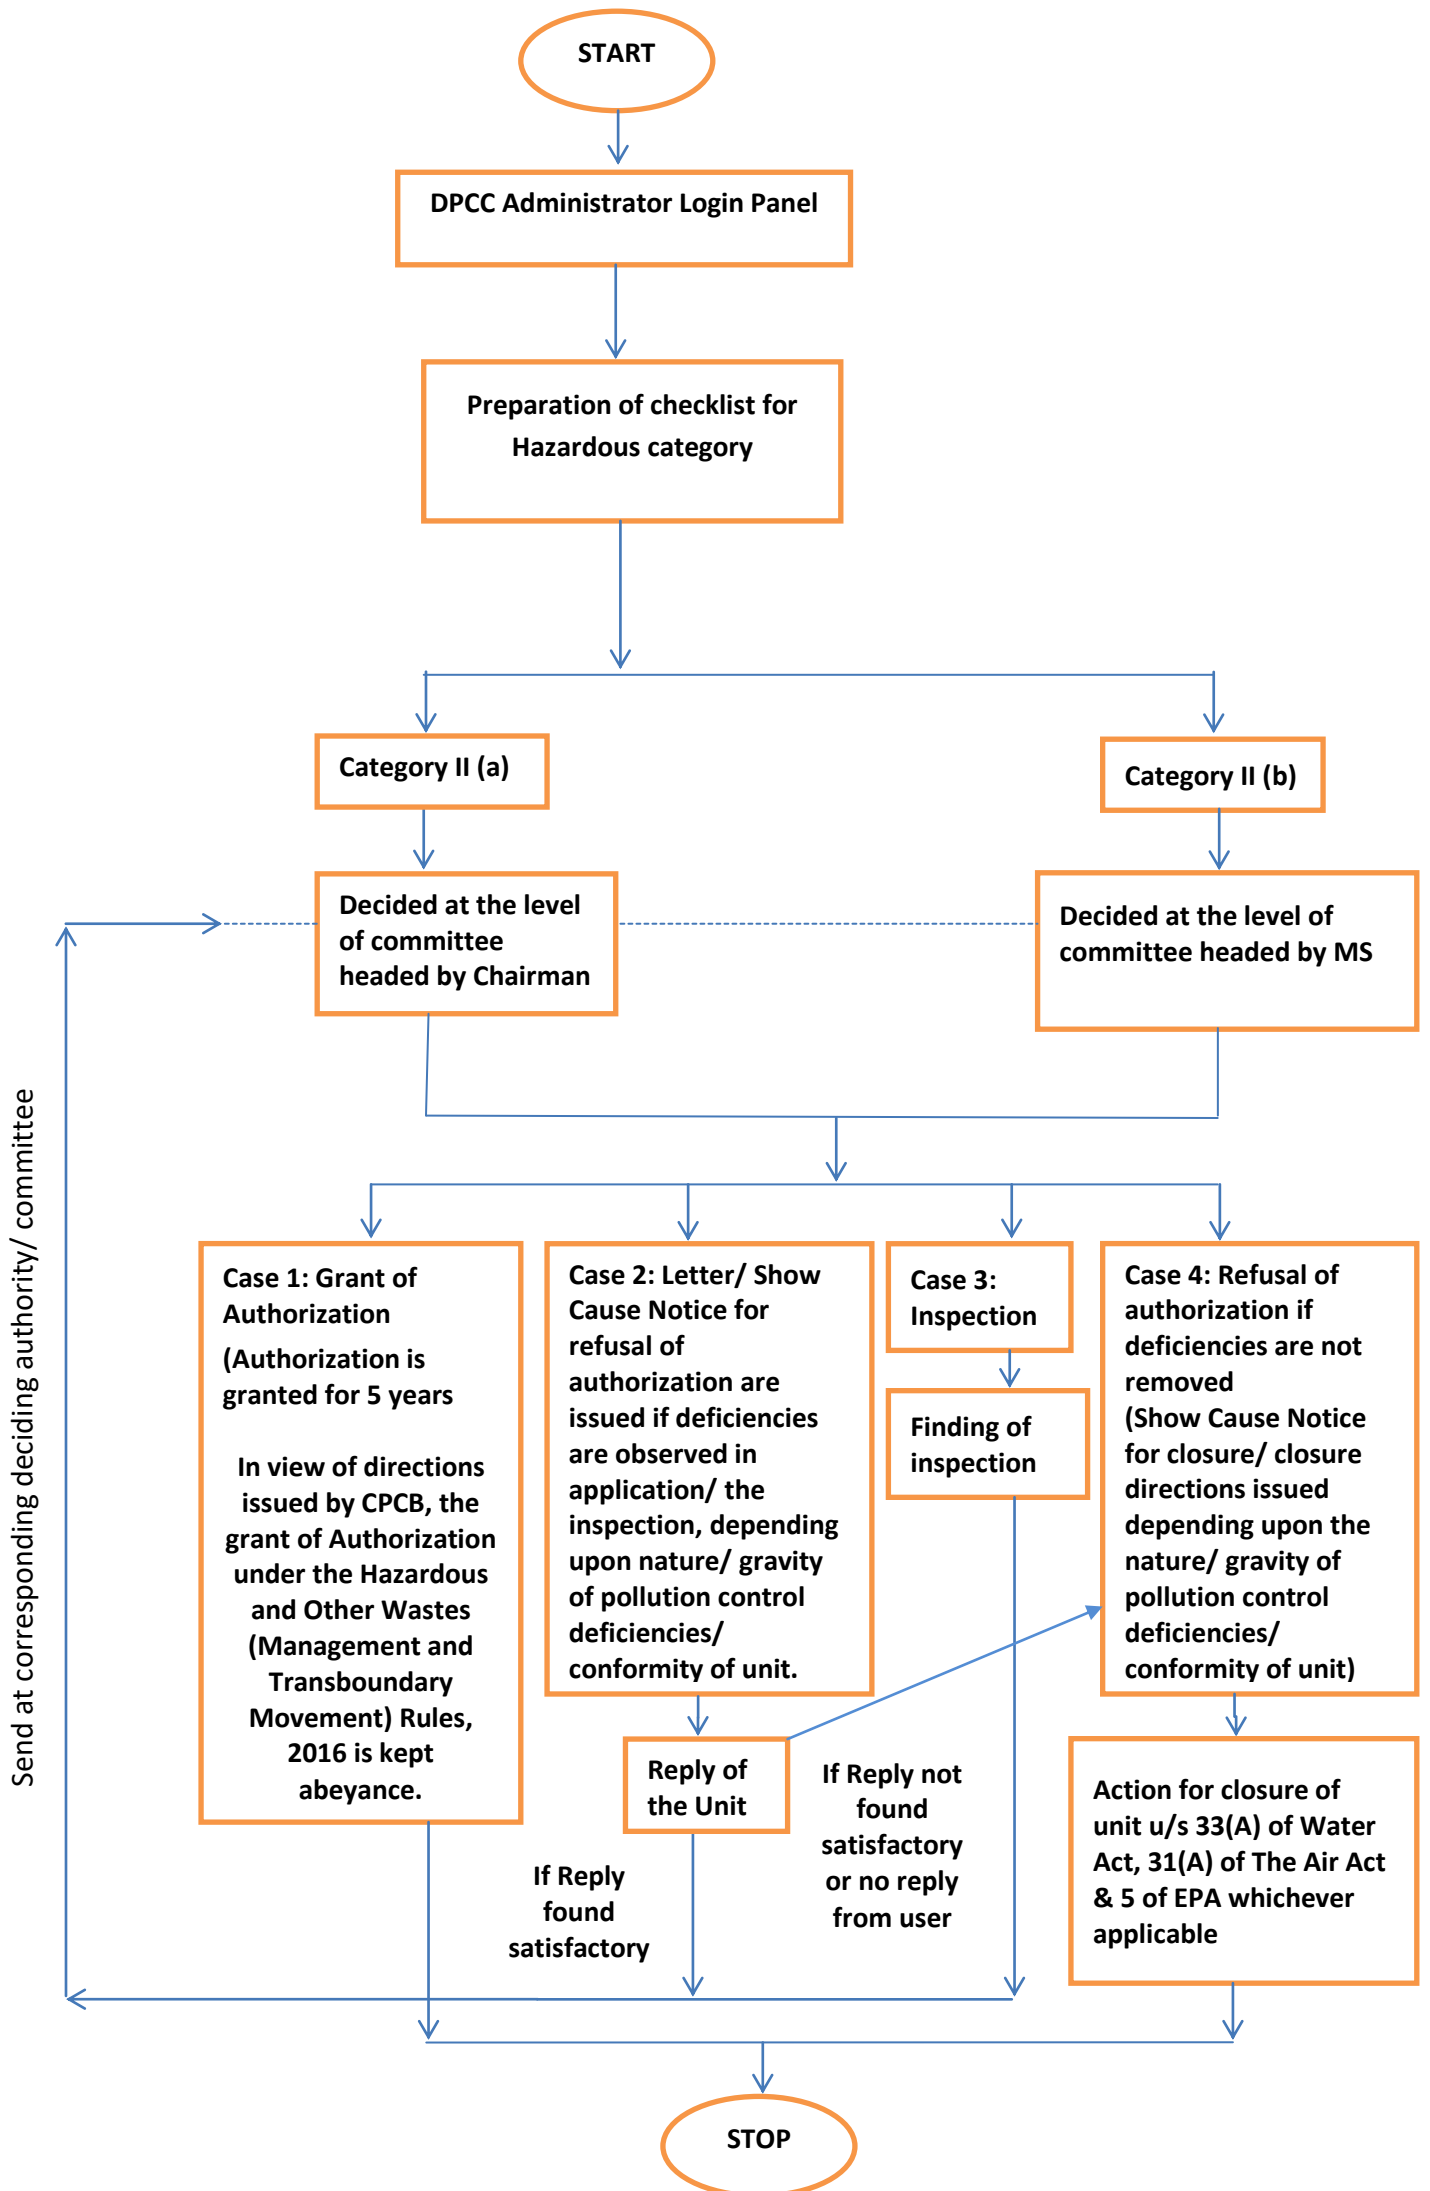 START
DPCC Administrator Login Panel
Preparation of checklist for
Hazardous category
Category II (a)
Category II (b)
Decided at the level
of committee
headed by Chairman
Decided at the level of
committee headed by MS
Send at corresponding deciding authority/ committee
Case 1: Grant of
Authorization
(Authorization is
granted for 5 years
In view of directions
issued by CPCB, the
grant of Authorization
under the Hazardous
and Other Wastes
(Management and
Transboundary
Movement) Rules,
2016 is kept
abeyance.
Case 2: Letter/ Show
Cause Notice for
refusal of
authorization are
issued if deficiencies
are observed in
application/ the
inspection, depending
upon nature/ gravity
of pollution control
deficiencies/
conformity of unit.
Case 3:
Inspection
Finding of
inspection
Case 4: Refusal of
authorization if
deficiencies are not
removed
(Show Cause Notice
for closure/ closure
directions issued
depending upon the
nature/ gravity of
pollution control
deficiencies/
conformity of unit)
Reply of
the Unit
If Reply not
found
satisfactory
or no reply
from user
If Reply
found
satisfactory
Action for closure of
unit u/s 33(A) of Water
Act, 31(A) of The Air Act
& 5 of EPA whichever
applicable
STOP